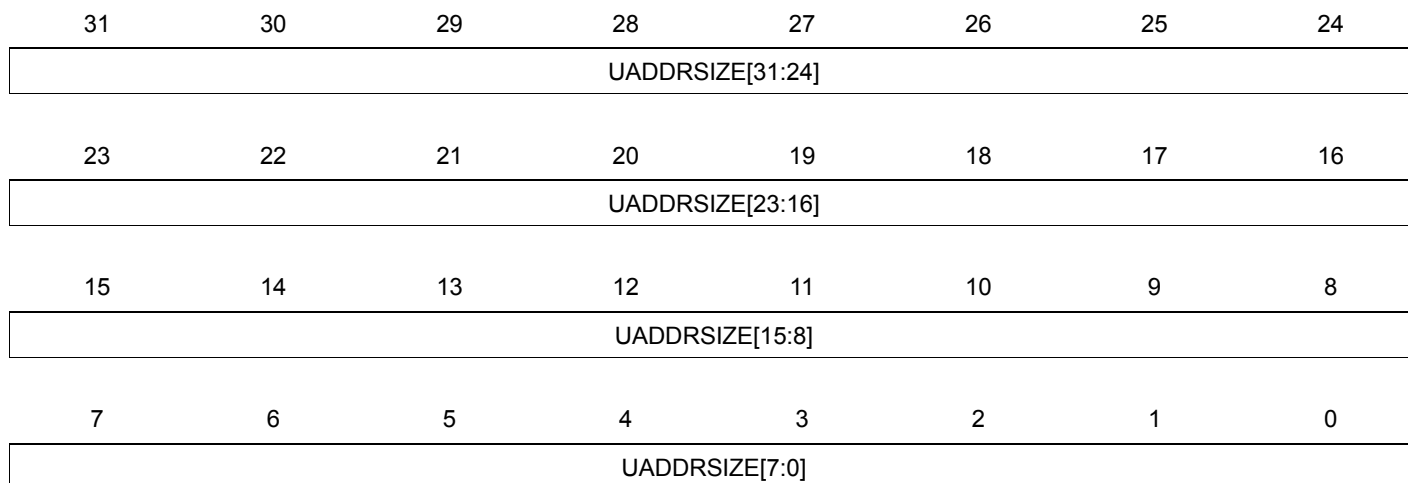 31 30 29 28 27 26 25 24
UADDRSIZE[31:24]
23 22 21 20 19 18 17 16
UADDRSIZE[23:16]
15 14 13 12 11 10 9 8
UADDRSIZE[15:8]
7 6 5 4 3 2 1 0
UADDRSIZE[7:0]